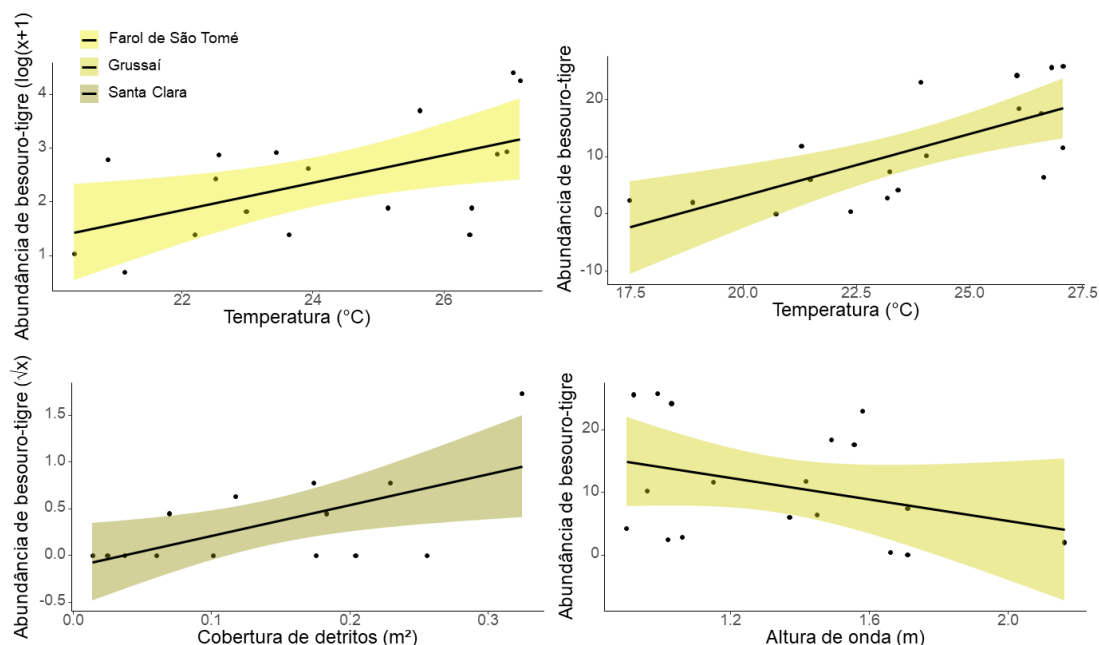 Farol de São Tomé
Grussaí
Santa Clara
Abundância de besouro-tigre (log(x+1)
4
3
2
1
22
24
26
Temperatura (°C)
Abundância de besouro-tigre
20
10
0
-10
17.5
20.0
22.5
25.0
27.5
Temperatura (°C)
Abundância de besouro-tigre (√x)
1.5
1.0
0.5
0.0
-0.5
0.0
0.1
0.2
0.3
Cobertura de detritos (m²)
Abundância de besouro-tigre
20
10
0
1.2
1.6
2.0
Altura de onda (m)